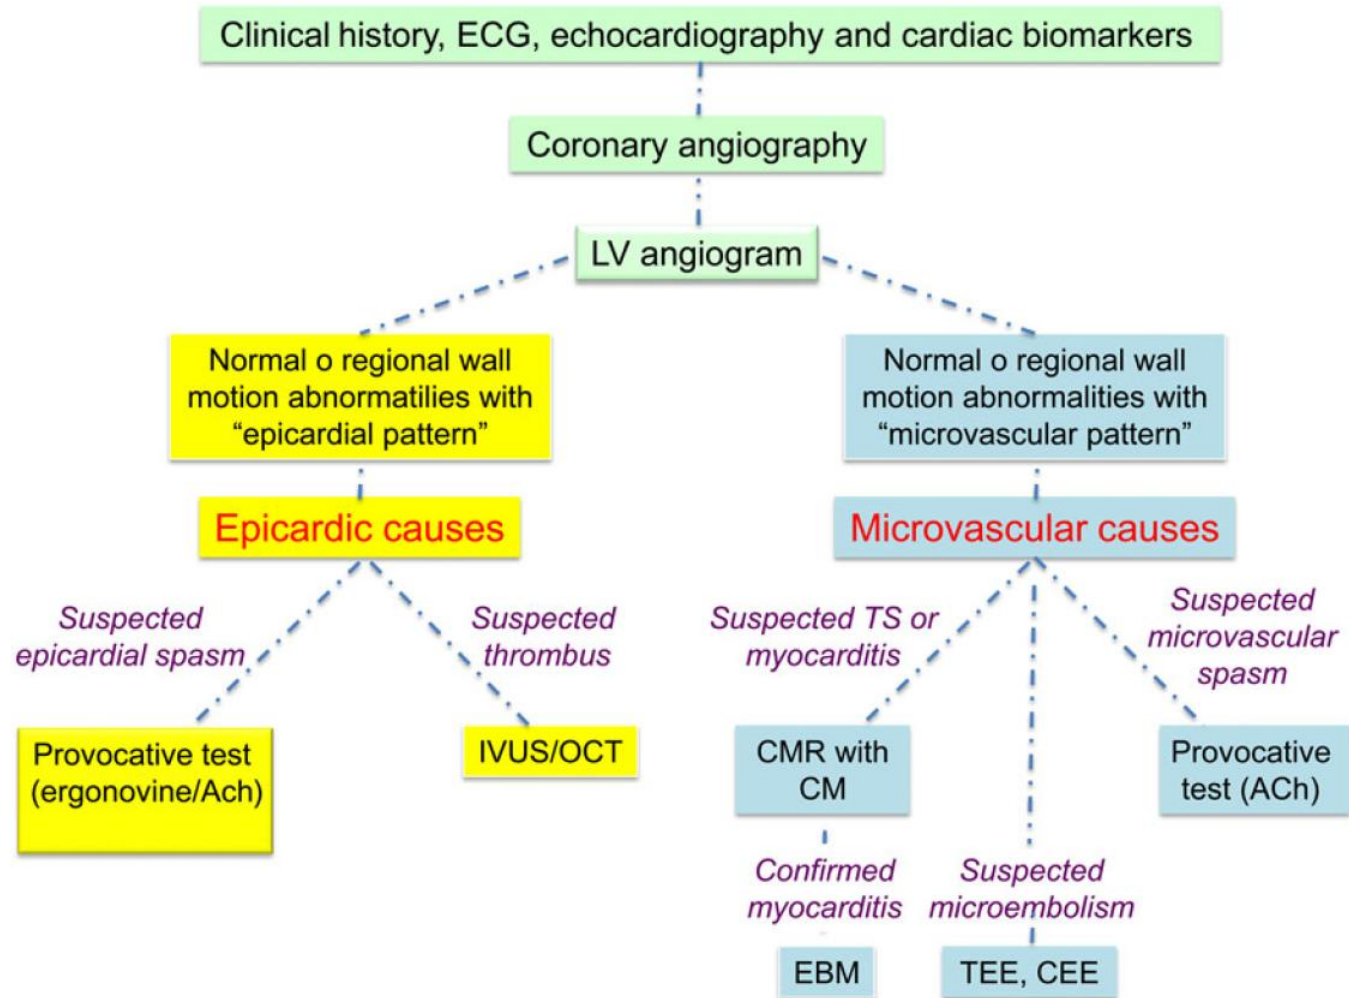 Clinical history, ECG, echocardiography and cardiac biomarkers
Coronary angiography
LV angiogram
Normal o regional wall
motion abnormatilies with
“epicardial pattern”
Normal o regional wall
motion abnormalities with
“microvascular pattern”
Epicardic causes
Microvascular causes
Suspected
epicardial spasm
Suspected
thrombus
Suspected TS or
myocarditis
Suspected
microvascular
spasm
Provocative test
(ergonovine/Ach)
IVUS/OCT
CMR with
CM
Provocative
test (ACh)
Confirmed
myocarditis
Suspected
microembolism
EBM
TEE, CEE